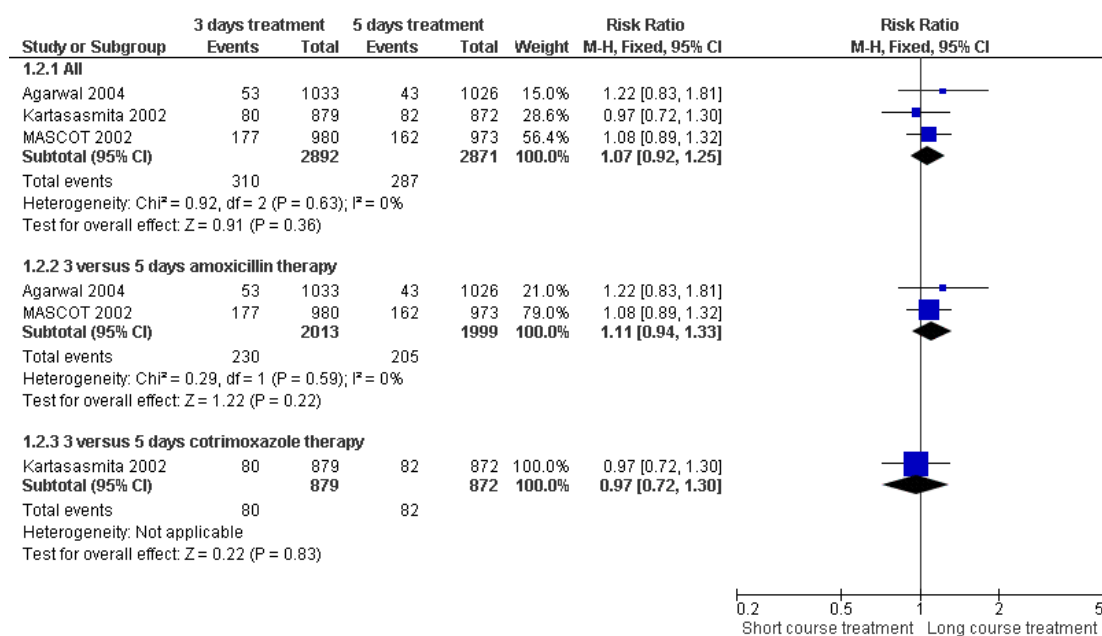 3 days treatment 5 days treatment Risk Ratio Risk Ratio
Study or Subgroup Events Total Events Total Weight M-H, Fixed, 95% CI M-H, Fixed, 95% CI
1.2.1 All
Agarwal 2004 53 1033 43 1026 15.0% 1.22 [0.83, 1.81]
Kartasasmita 2002 80 879 82 872 28.6% 0.97 [0.72, 1.30]
MASCOT 2002 177 980 162 973 56.4% 1.08 [0.89, 1.32]
Subtotal (95% CI) 2892 2871 100.0% 1.07 [0.92, 1.25]
Total events 310 287
Heterogeneity: Chi² = 0.92, df = 2 (P = 0.63); I² = 0%
Test for overall effect: Z = 0.91 (P = 0.36)
1.2.2 3 versus 5 days amoxicillin therapy
Agarwal 2004 53 1033 43 1026 21.0% 1.22 [0.83, 1.81]
MASCOT 2002 177 980 162 973 79.0% 1.08 [0.89, 1.32]
Subtotal (95% CI) 2013 1999 100.0% 1.11 [0.94, 1.33]
Total events 230 205
Heterogeneity: Chi² = 0.29, df = 1 (P = 0.59); I² = 0%
Test for overall effect: Z = 1.22 (P = 0.22)
1.2.3 3 versus 5 days cotrimoxazole therapy
Kartasasmita 2002 80 879 82 872 100.0% 0.97 [0.72, 1.30]
Subtotal (95% CI) 879 872 100.0% 0.97 [0.72, 1.30]
Total events 80 82
Heterogeneity: Not applicable
Test for overall effect: Z = 0.22 (P = 0.83)
0.2 0.5 1 2 5
Short course treatment Long course treatment